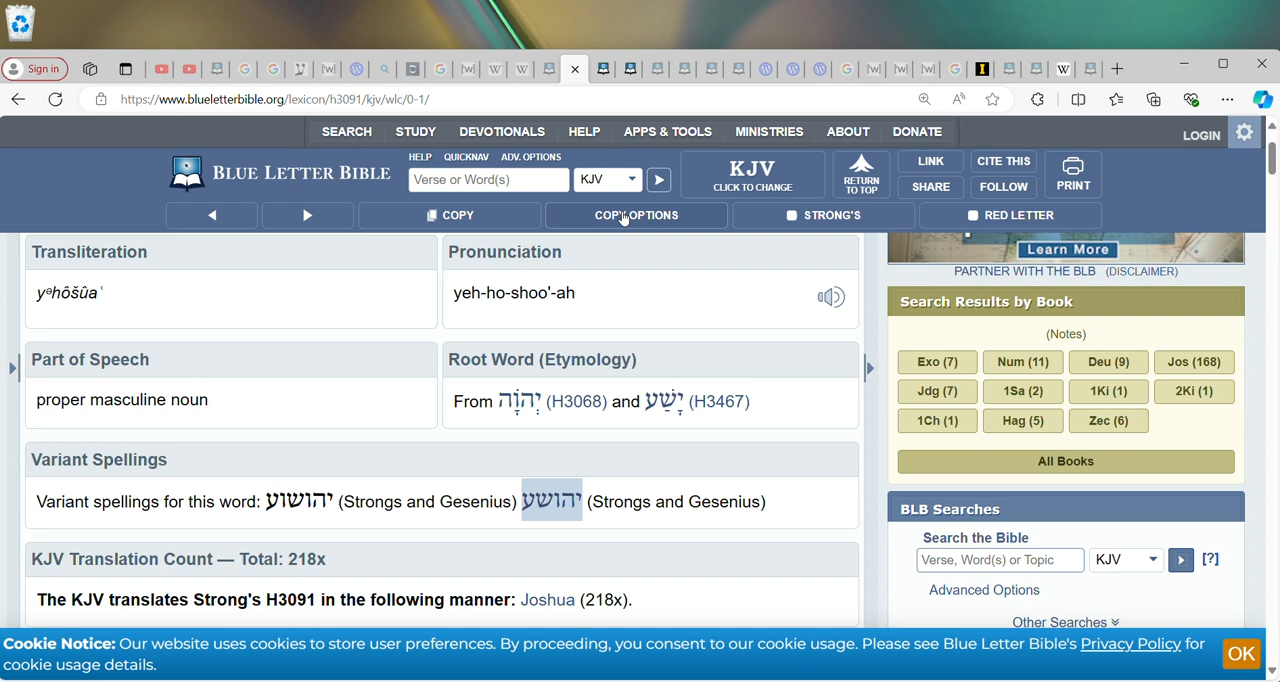 Sign in
https://www.blueletterbible.org/lexicon/h3091/kjv/wlc/0-1/
SEARCH STUDY DEVOTIONALS HELP APPS & TOOLS MINISTRIES ABOUT DONATE
LOGIN
BLUE LETTER BIBLE
HELP QUICKNAV ADV. OPTIONS
Verse or Word(s) KJV
KJV
CLICK TO CHANGE
RETURN
TO TOP
LINK
SHARE
CITE THIS
FOLLOW
PRINT
COPY COPY OPTIONS STRONG'S RED LETTER
Transliteration
yᵊhôšûaʿ
Pronunciation
yeh-ho-shoo'-ah
Part of Speech
proper masculine noun
Root Word (Etymology)
From יְהֹוָה (H3068) and יָשַׁע (H3467)
Variant Spellings
Variant spellings for this word: יהושוע (Strongs and Gesenius) יהושע (Strongs and Gesenius)
KJV Translation Count — Total: 218x
The KJV translates Strong's H3091 in the following manner: Joshua (218x).
Learn More
PARTNER WITH THE BLB (DISCLAIMER)
Search Results by Book
(Notes)
Exo (7) Num (11) Deu (9) Jos (168)
Jdg (7) 1Sa (2) 1Ki (1) 2Ki (1)
1Ch (1) Hag (5) Zec (6)
All Books
BLB Searches
Search the Bible
Verse, Word(s) or Topic KJV [?]
Advanced Options
Other Searches
Cookie Notice: Our website uses cookies to store user preferences. By proceeding, you consent to our cookie usage. Please see Blue Letter Bible's Privacy Policy for
cookie usage details.
OK